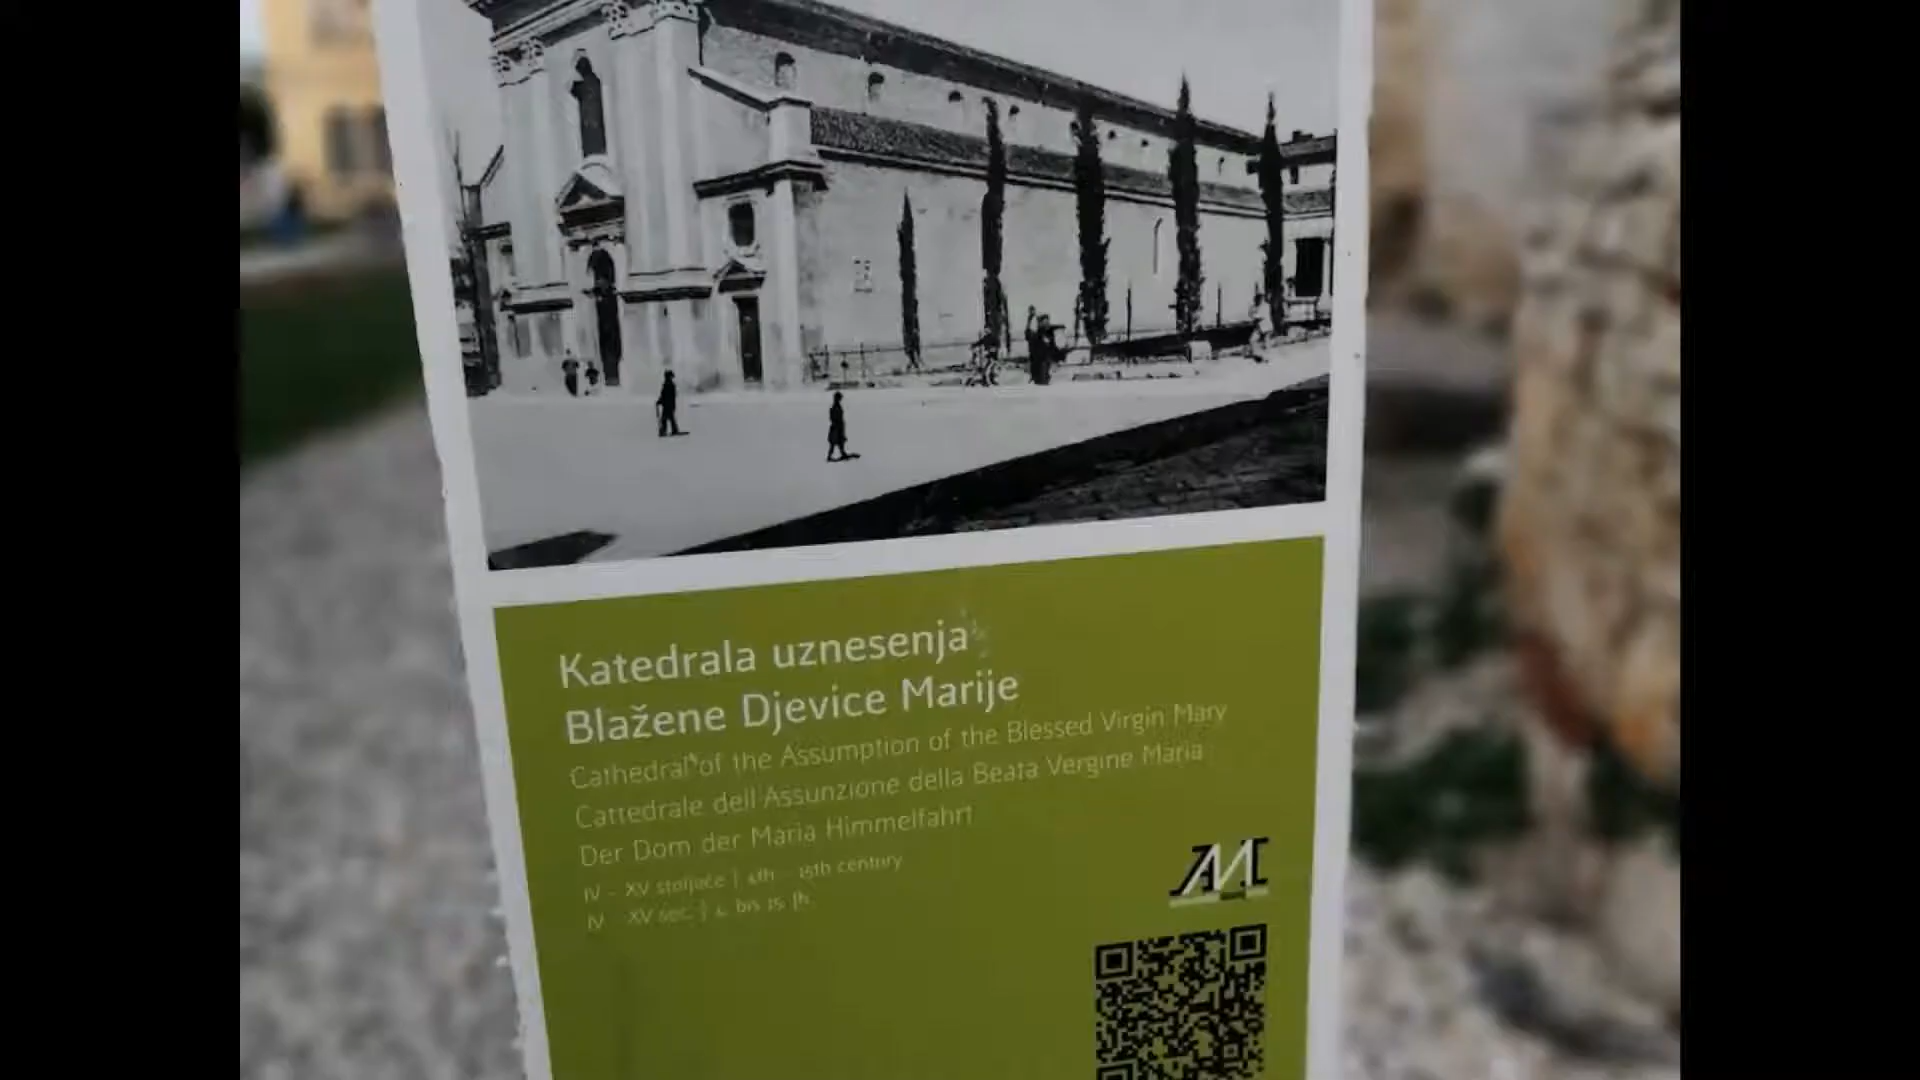 Katedrala uznesenja
Blažene Djevice Marije
Cathedral of the Assumption of the Blessed Virgin Mary
Cattedrale dell'Assunzione della Beata Vergine Maria
Der Dom der Maria Himmelfahrt
IV - XV stoljeće | 4th - 15th century
IV - XV sec. | 4. bis 15. Jh.